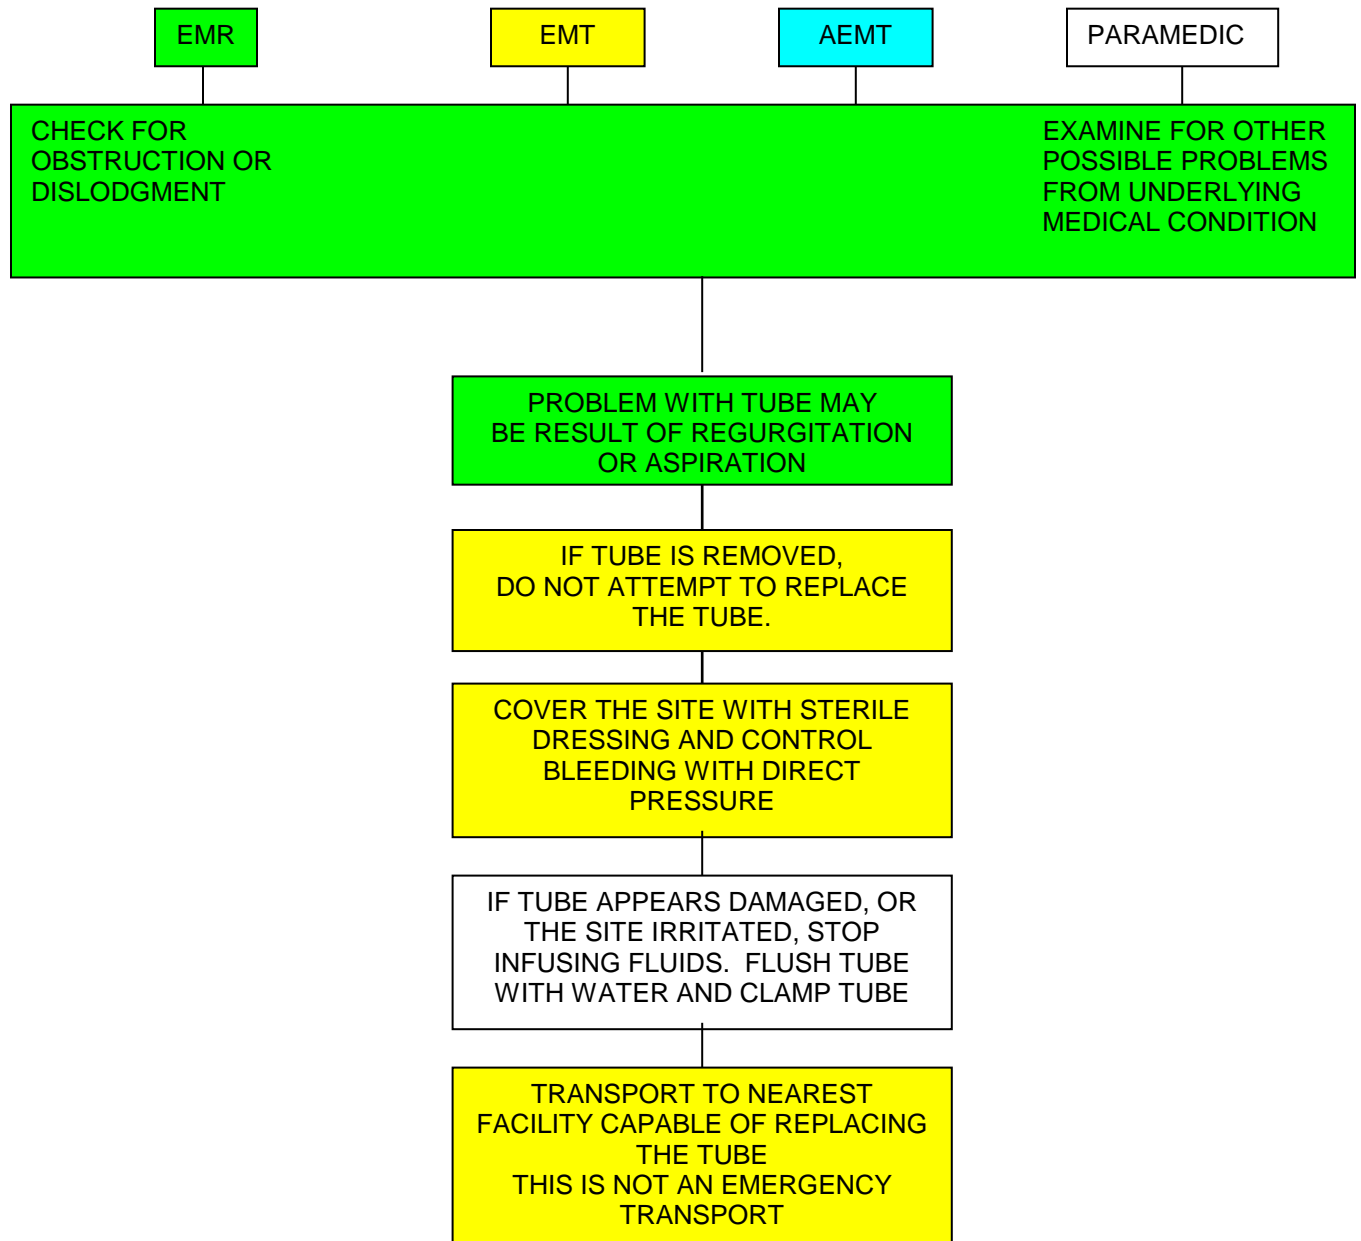 EMR
EMT
AEMT
PARAMEDIC
CHECK FOR
OBSTRUCTION OR
DISLODGMENT
EXAMINE FOR OTHER
POSSIBLE PROBLEMS
FROM UNDERLYING
MEDICAL CONDITION
PROBLEM WITH TUBE MAY
BE RESULT OF REGURGITATION
OR ASPIRATION
IF TUBE IS REMOVED,
DO NOT ATTEMPT TO REPLACE
THE TUBE.
COVER THE SITE WITH STERILE
DRESSING AND CONTROL
BLEEDING WITH DIRECT
PRESSURE
IF TUBE APPEARS DAMAGED, OR
THE SITE IRRITATED, STOP
INFUSING FLUIDS.  FLUSH TUBE
WITH WATER AND CLAMP TUBE
TRANSPORT TO NEAREST
FACILITY CAPABLE OF REPLACING
THE TUBE
THIS IS NOT AN EMERGENCY
TRANSPORT